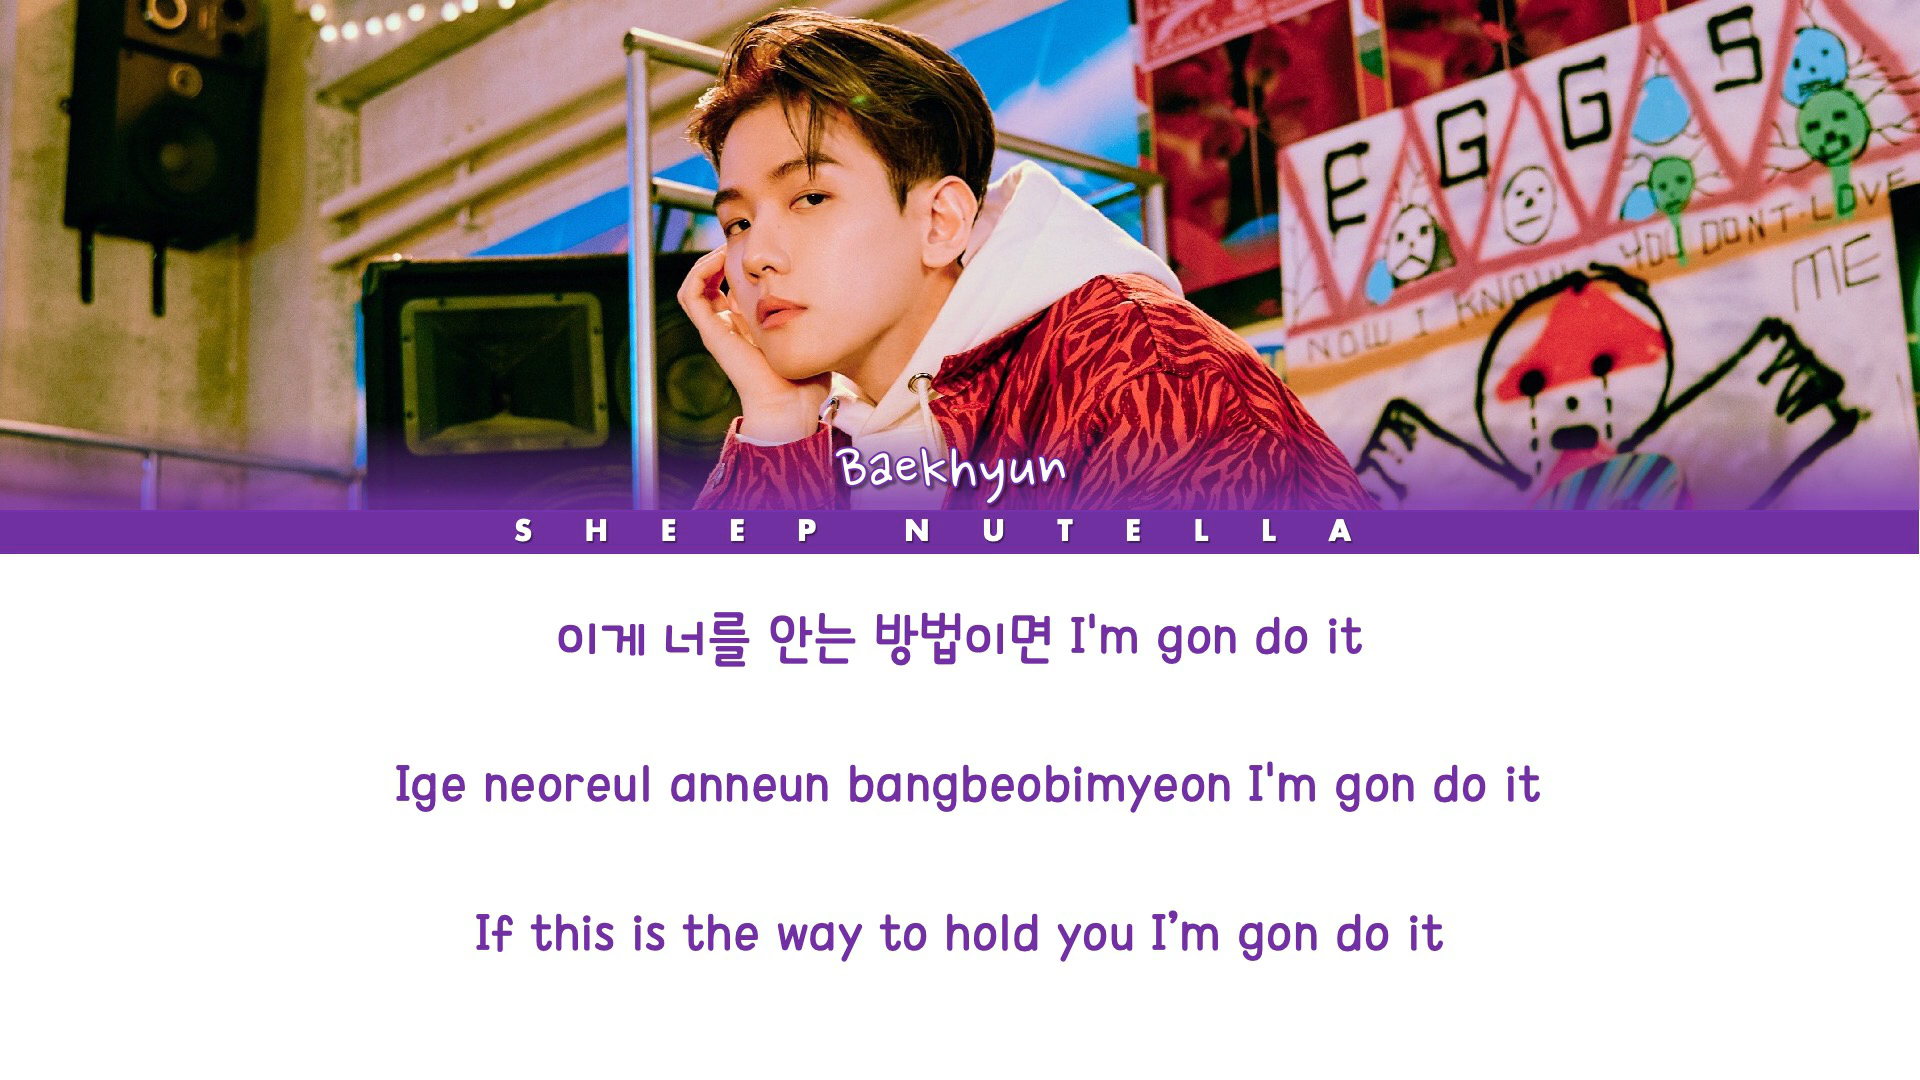 EGGS
NOW I KNOW YOU DONT LOVE
ME
Baekhyun
SHEEP NUTELLA
이게 너를 안는 방법이면 I'm gon do it
Ige neoreul anneun bangbeobimyeon I'm gon do it
If this is the way to hold you I’m gon do it